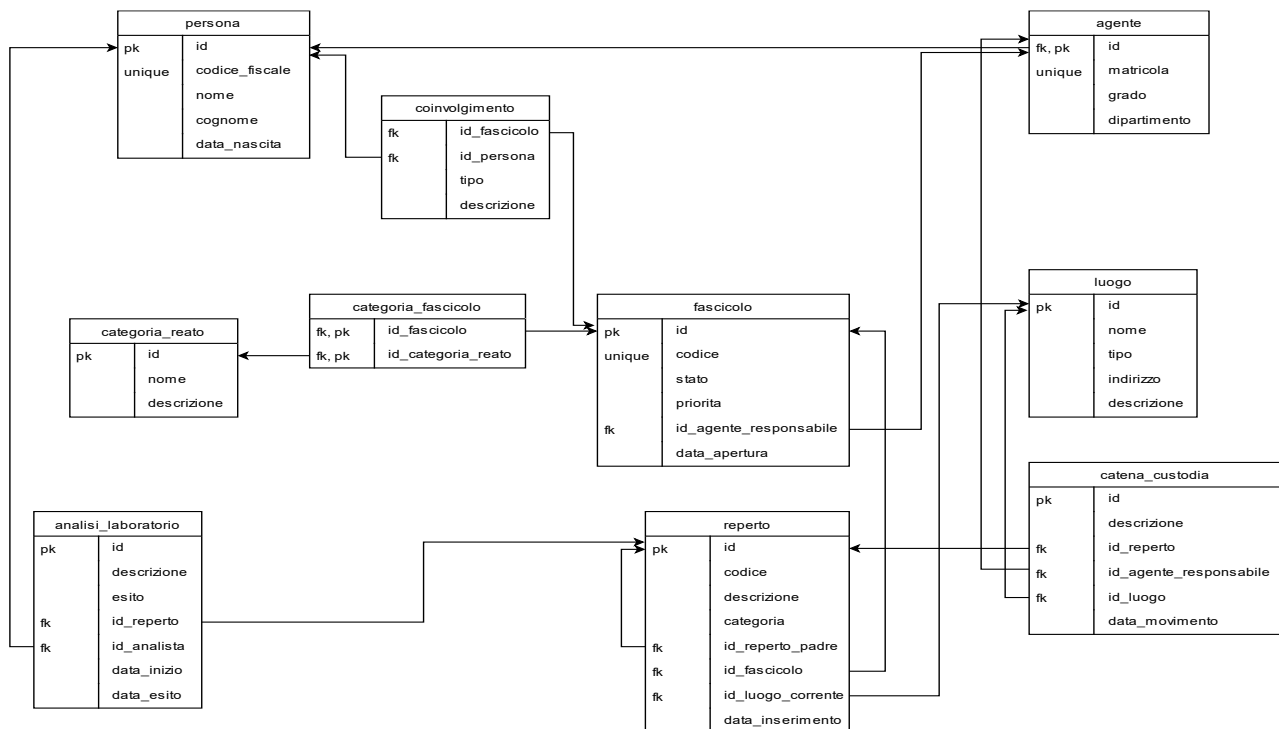 persona
pk id
unique codice_fiscale
nome
cognome
data_nascita
agente
fk, pk id
unique matricola
grado
dipartimento
coinvolgimento
fk id_fascicolo
fk id_persona
tipo
descrizione
luogo
pk id
nome
tipo
indirizzo
descrizione
categoria_fascicolo
fk, pk id_fascicolo
fk, pk id_categoria_reato
fascicolo
pk id
unique codice
stato
priorita
fk id_agente_responsabile
data_apertura
categoria_reato
pk id
nome
descrizione
catena_custodia
pk id
descrizione
fk id_reperto
fk id_agente_responsabile
fk id_luogo
data_movimento
analisi_laboratorio
pk id
descrizione
esito
fk id_reperto
fk id_analista
data_inizio
data_esito
reperto
pk id
codice
descrizione
categoria
fk id_reperto_padre
fk id_fascicolo
fk id_luogo_corrente
data_inserimento